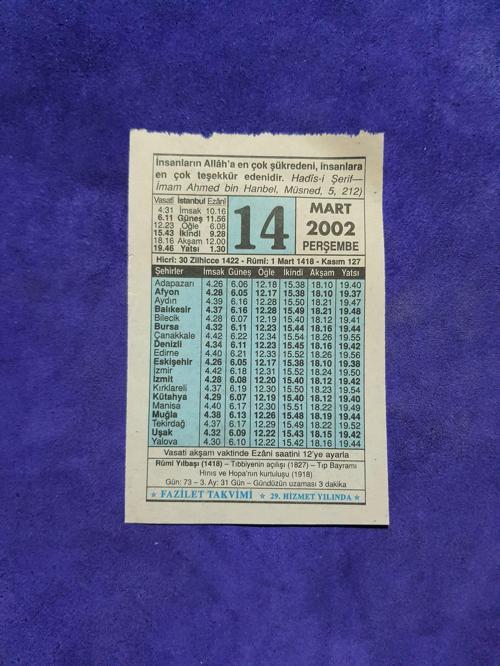 İnsanların Allâh'a en çok şükredeni, insanlara
en çok teşekkür edenidir. Hadîs-i Şerîf—
İmam Ahmed bin Hanbel, Müsned, 5, 212)
Vasatî İstanbul Ezânî
4.31 İmsak 10.16
6.11 Güneş 11.56
12.23 Öğle 6.08
15.43 İkindi 9.28
18.16 Akşam 12.00
19.46 Yatsı 1.30
14
MART
2002
PERŞEMBE
Hicrî: 30 Zilhicce 1422 - Rûmî: 1 Mart 1418 - Kasım 127
Şehirler İmsak Güneş Öğle İkindi Akşam Yatsı
Adapazarı 4.26 6.06 12.18 15.38 18.10 19.40
Afyon 4.28 6.05 12.17 15.38 18.10 19.37
Aydın 4.39 6.16 12.28 15.50 18.21 19.47
Balıkesir 4.37 6.16 12.28 15.49 18.21 19.48
Bilecik 4.28 6.07 12.19 15.40 18.12 19.41
Bursa 4.32 6.11 12.23 15.44 18.16 19.44
Çanakkale 4.42 6.22 12.34 15.54 18.26 19.55
Denizli 4.34 6.11 12.23 15.45 18.16 19.42
Edirne 4.40 6.21 12.33 15.52 18.26 19.56
Eskişehir 4.26 6.05 12.17 15.38 18.10 19.38
İzmir 4.42 6.18 12.31 15.52 18.24 19.50
İzmit 4.28 6.08 12.20 15.40 18.12 19.42
Kırklareli 4.37 6.19 12.30 15.50 18.23 19.54
Kütahya 4.29 6.07 12.19 15.40 18.12 19.40
Manisa 4.40 6.17 12.30 15.51 18.22 19.49
Muğla 4.38 6.13 12.26 15.48 18.19 19.44
Tekirdağ 4.37 6.17 12.29 15.49 18.22 19.52
Uşak 4.32 6.09 12.22 15.43 18.15 19.42
Yalova 4.30 6.10 12.22 15.42 18.14 19.44
Vasati akşam vaktinde Ezânî saatini 12'ye ayarla
Rûmî Yılbaşı (1418) – Tıbbiyenin açılışı (1827) – Tıp Bayramı
Hınıs ve Hopa'nın kurtuluşu (1918)
Gün: 73 – 3. Ay: 31 Gün – Gündüzün uzaması 3 dakika
★ FAZİLET TAKVİMİ ★ 29. HİZMET YILINDA ★